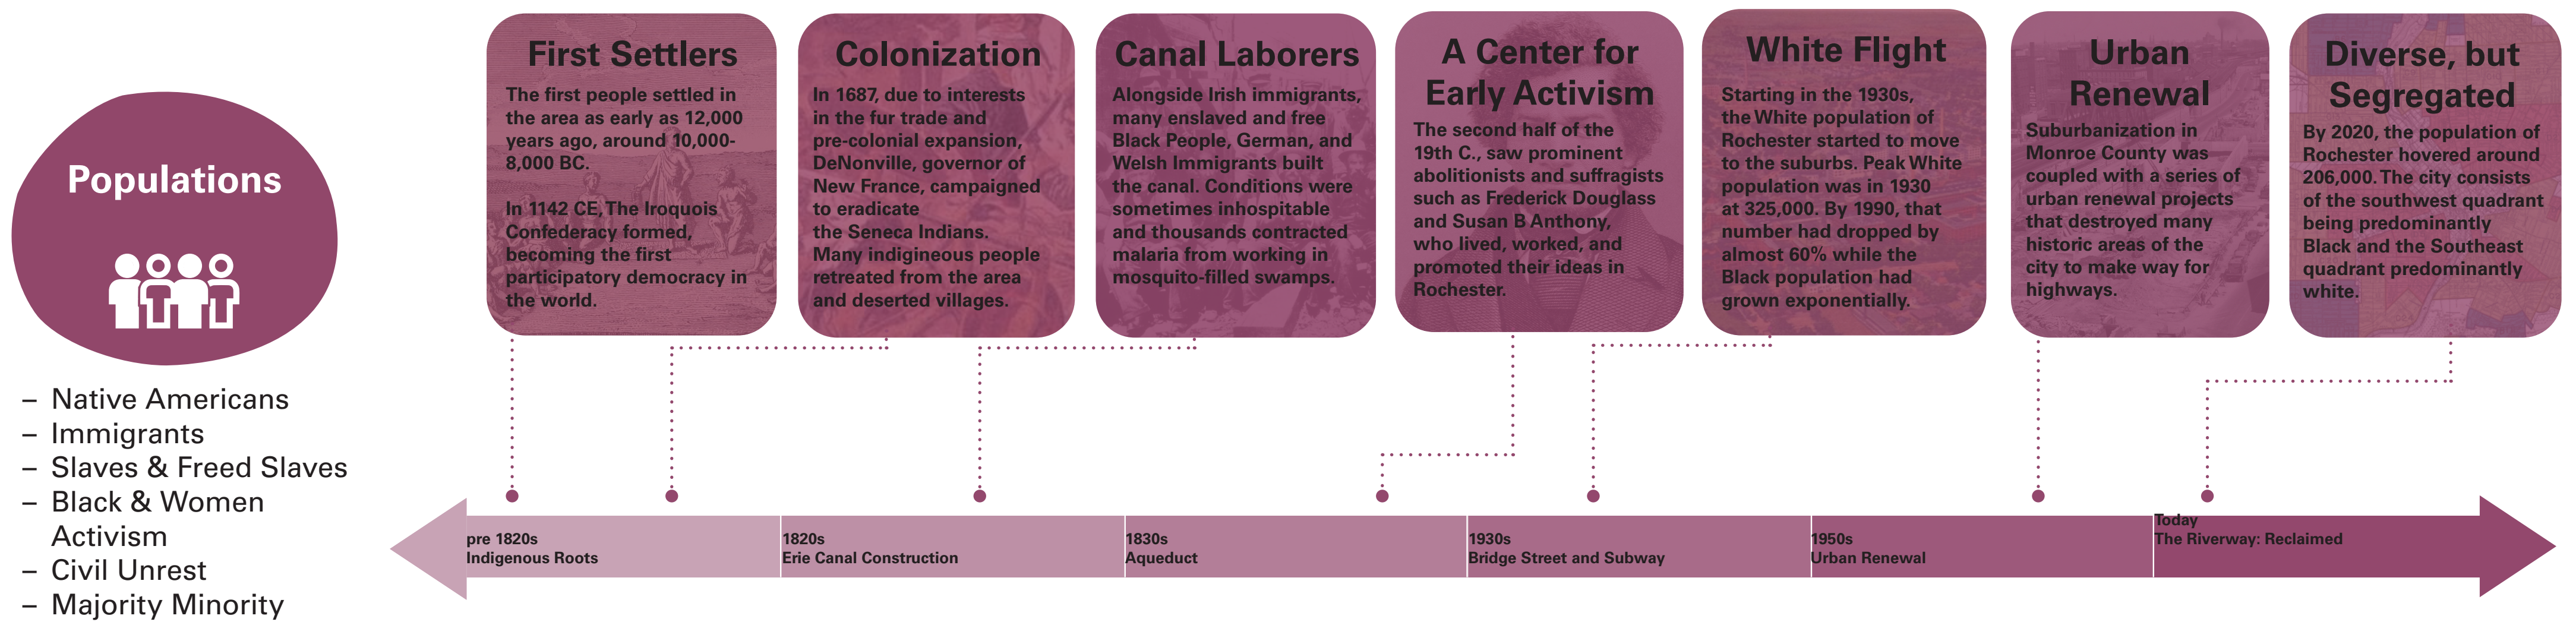 Populations
– Native Americans
– Immigrants
– Slaves & Freed Slaves
– Black & Women
Activism
– Civil Unrest
– Majority Minority
First Settlers
The first people settled in
the area as early as 12,000
years ago, around 10,000-
8,000 BC.
In 1142 CE, The Iroquois
Confederacy formed,
becoming the first
participatory democracy in
the world.
Colonization
In 1687, due to interests
in the fur trade and
pre-colonial expansion,
DeNonville, governor of
New France, campaigned
to eradicate
the Seneca Indians.
Many indigineous people
retreated from the area
and deserted villages.
Canal Laborers
Alongside Irish immigrants,
many enslaved and free
Black People, German, and
Welsh Immigrants built
the canal. Conditions were
sometimes inhospitable
and thousands contracted
malaria from working in
mosquito-filled swamps.
A Center for
Early Activism
The second half of the
19th C., saw prominent
abolitionists and suffragists
such as Frederick Douglass
and Susan B Anthony,
who lived, worked, and
promoted their ideas in
Rochester.
White Flight
Starting in the 1930s,
the White population of
Rochester started to move
to the suburbs. Peak White
population was in 1930
at 325,000. By 1990, that
number had dropped by
almost 60% while the
Black population had
grown exponentially.
Urban
Renewal
Suburbanization in
Monroe County was
coupled with a series of
urban renewal projects
that destroyed many
historic areas of the
city to make way for
highways.
Diverse, but
Segregated
By 2020, the population of
Rochester hovered around
206,000. The city consists
of the southwest quadrant
being predominantly
Black and the Southeast
quadrant predominantly
white.
pre 1820s
Indigenous Roots
1820s
Erie Canal Construction
1830s
Aqueduct
1930s
Bridge Street and Subway
1950s
Urban Renewal
Today
The Riverway: Reclaimed